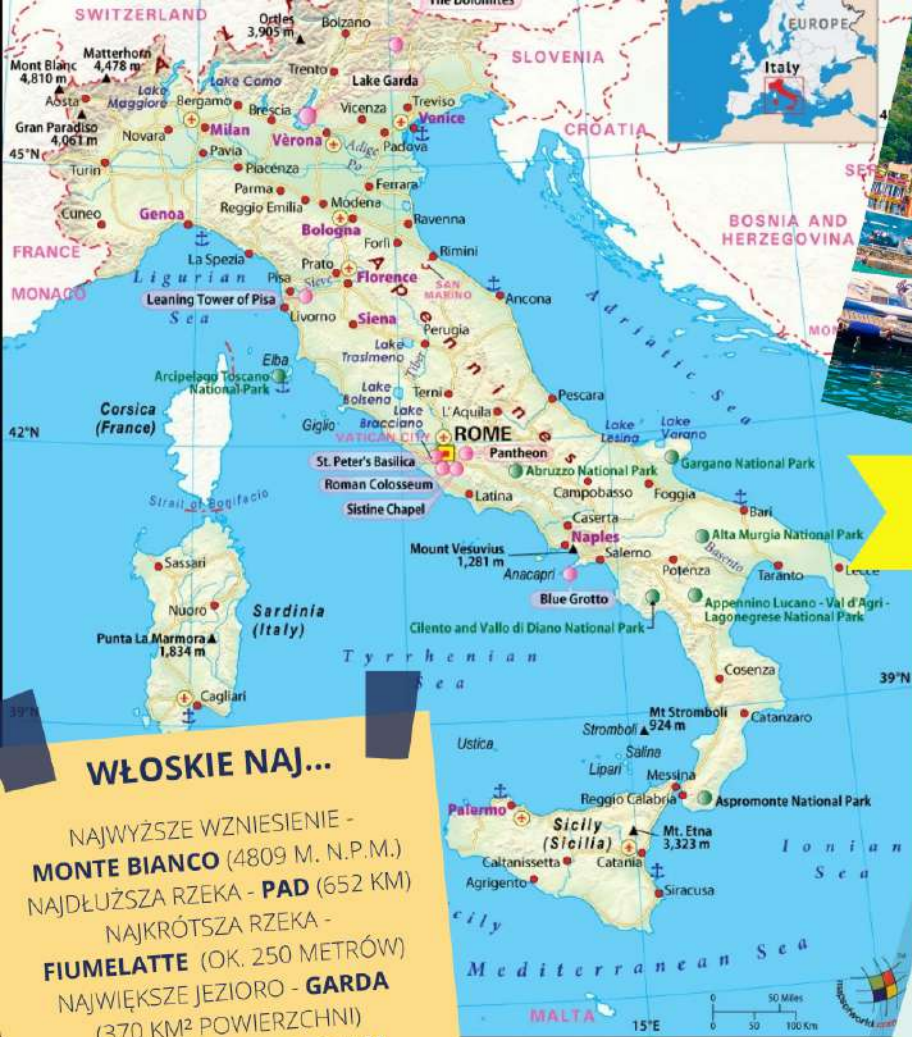 The Dolomites
SWITZERLAND
Ortles
3,905 m
Bolzano
EUROPE
Italy
SLOVENIA
Matterhorn
4,478 m
Mont Blanc
4,810 m
Trento
Lake Como
Lake Garda
Aosta
Lake
Maggiore
Bergamo
Brescia
Vicenza
Treviso
Gran Paradiso
4,061 m
Novara
Milan
Vèrona
Venice
CROATIA
Adige
Padova
Po
45°N
Pavia
Turin
Piacenza
Parma
Ferrara
Reggio Emilia
Modena
Cuneo
Genoa
Bologna
Ravenna
BOSNIA AND
HERZEGOVINA
FRANCE
La Spezia
Forlì
Rimini
Prato
Ligurian
Sea
Pisa
Sieve
Florence
SAN
MARINO
MONACO
Leaning Tower of Pisa
Ancona
Livorno
Siena
Apennines
Adriatic Sea
Perugia
Lake
Trasimeno
Tiber
Elba
Arcipelago Toscano
National Park
Lake
Bolsena
Terni
Pescara
Corsica
(France)
Giglio
Lake
Bracciano
L'Aquila
Lake
Lesina
Lake
Varano
42°N
VATICAN CITY
ROME
St. Peter's Basilica
Pantheon
Gargano National Park
Abruzzo National Park
Roman Colosseum
Campobasso
Foggia
Latina
Sistine Chapel
Strait of Bonifacio
Bari
Caserta
Naples
Alta Murgia National Park
Mount Vesuvius
1,281 m
Salerno
Basento
Sassari
Anacapri
Potenza
Taranto
Lecce
Blue Grotto
Nuoro
Sardinia
(Italy)
Appennino Lucano - Val d'Agri -
Lagonegrese National Park
Cilento and Vallo di Diano National Park
Punta La Marmora
1,834 m
Tyrrhenian
Sea
Cosenza
39°N
Cagliari
39°N
Mt Stromboli
924 m
Stromboli
Catanzaro
Ustica
Salina
Lipari
Messina
Reggio Calabria
Aspromonte National Park
Palermo
Sicily
(Sicilia)
Mt. Etna
3,323 m
Ionian
Sea
Caltanissetta
Catania
Agrigento
Siracusa
Mediterranean Sea
MALTA
15°E
0 50 Miles
0 50 100 Km
mapsofworld.com
WŁOSKIE NAJ...
NAJWYŻSZE WZNIESIENIE -
MONTE BIANCO (4809 M. N.P.M.)
NAJDŁUŻSZA RZEKA - PAD (652 KM)
NAJKRÓTSZA RZEKA -
FIUMELATTE (OK. 250 METRÓW)
NAJWIĘKSZE JEZIORO - GARDA
(370 KM² POWIERZCHNI)